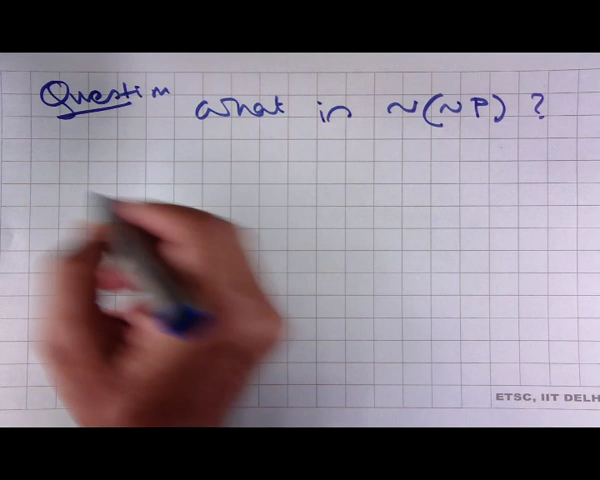 Question what is ~(~P) ?
ETSC, IIT DELH